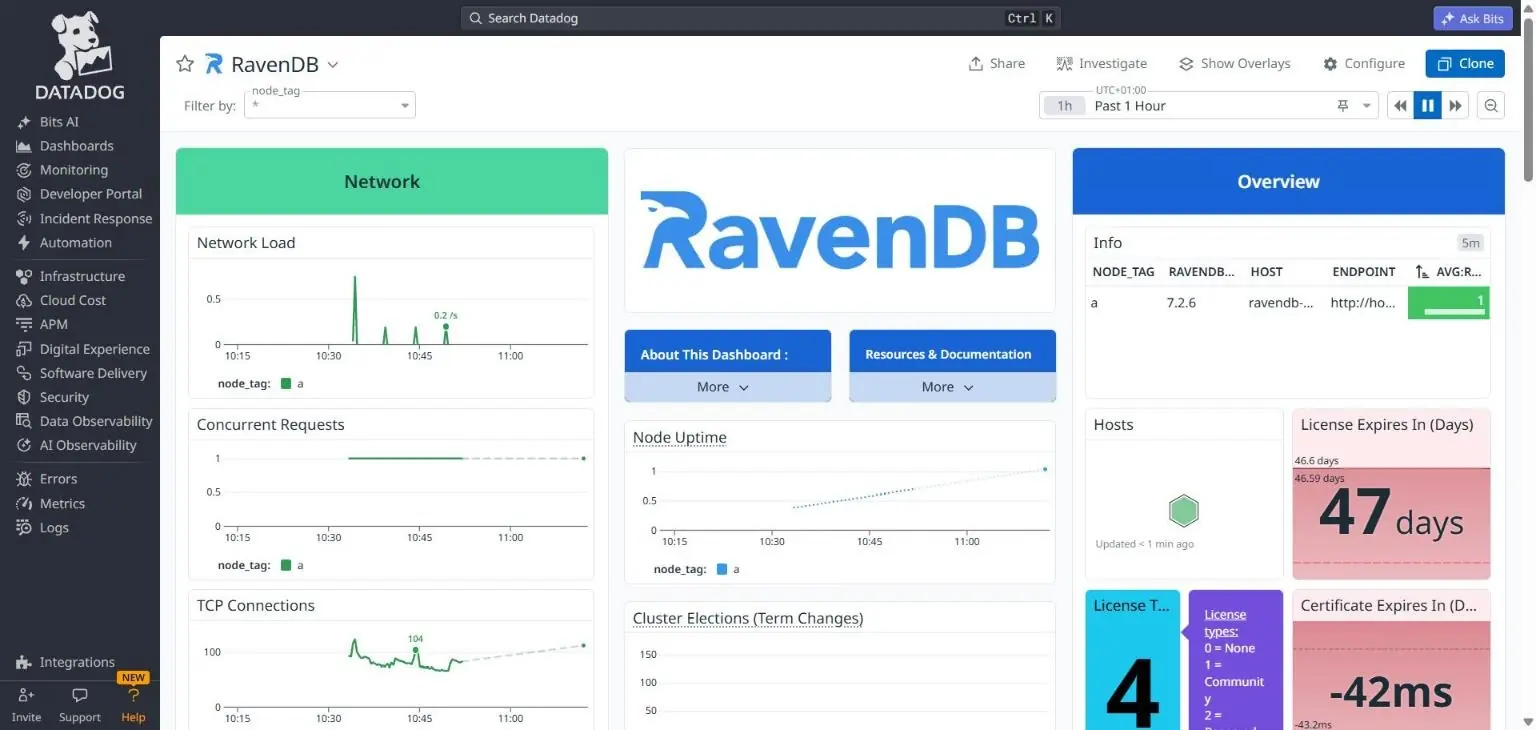 Search Datadog
Ctrl K
Ask Bits
DATADOG
Bits AI
Dashboards
Monitoring
Developer Portal
Incident Response
Automation
Infrastructure
Cloud Cost
APM
Digital Experience
Software Delivery
Security
Data Observability
AI Observability
Errors
Metrics
Logs
Integrations
NEW
Invite
Support
Help
RavenDB
Share
Investigate
Show Overlays
Configure
Clone
Filter by:
node_tag
*
UTC+01:00
1h
Past 1 Hour
Network
Network Load
0.5
0
0.2 /s
10:15
10:30
10:45
11:00
node_tag:
a
Concurrent Requests
1
0.5
0
10:15
10:30
10:45
11:00
node_tag:
a
TCP Connections
100
0
104
10:15
10:30
10:45
11:00
RavenDB
About This Dashboard :
More
Resources & Documentation
More
Node Uptime
1
0.5
0
10:15
10:30
10:45
11:00
node_tag:
a
Cluster Elections (Term Changes)
150
100
50
Overview
Info
5m
NODE_TAG RAVENDB... HOST ENDPOINT AVG:R...
a 7.2.6 ravendb-... http://ho... 1
Hosts
Updated < 1 min ago
License Expires In (Days)
46.6 days
46.59 days
47 days
License T...
4
License
types:
0 = None
1 =
Communit
y
2 =
Certificate Expires In (D...
-42ms
-43.2ms